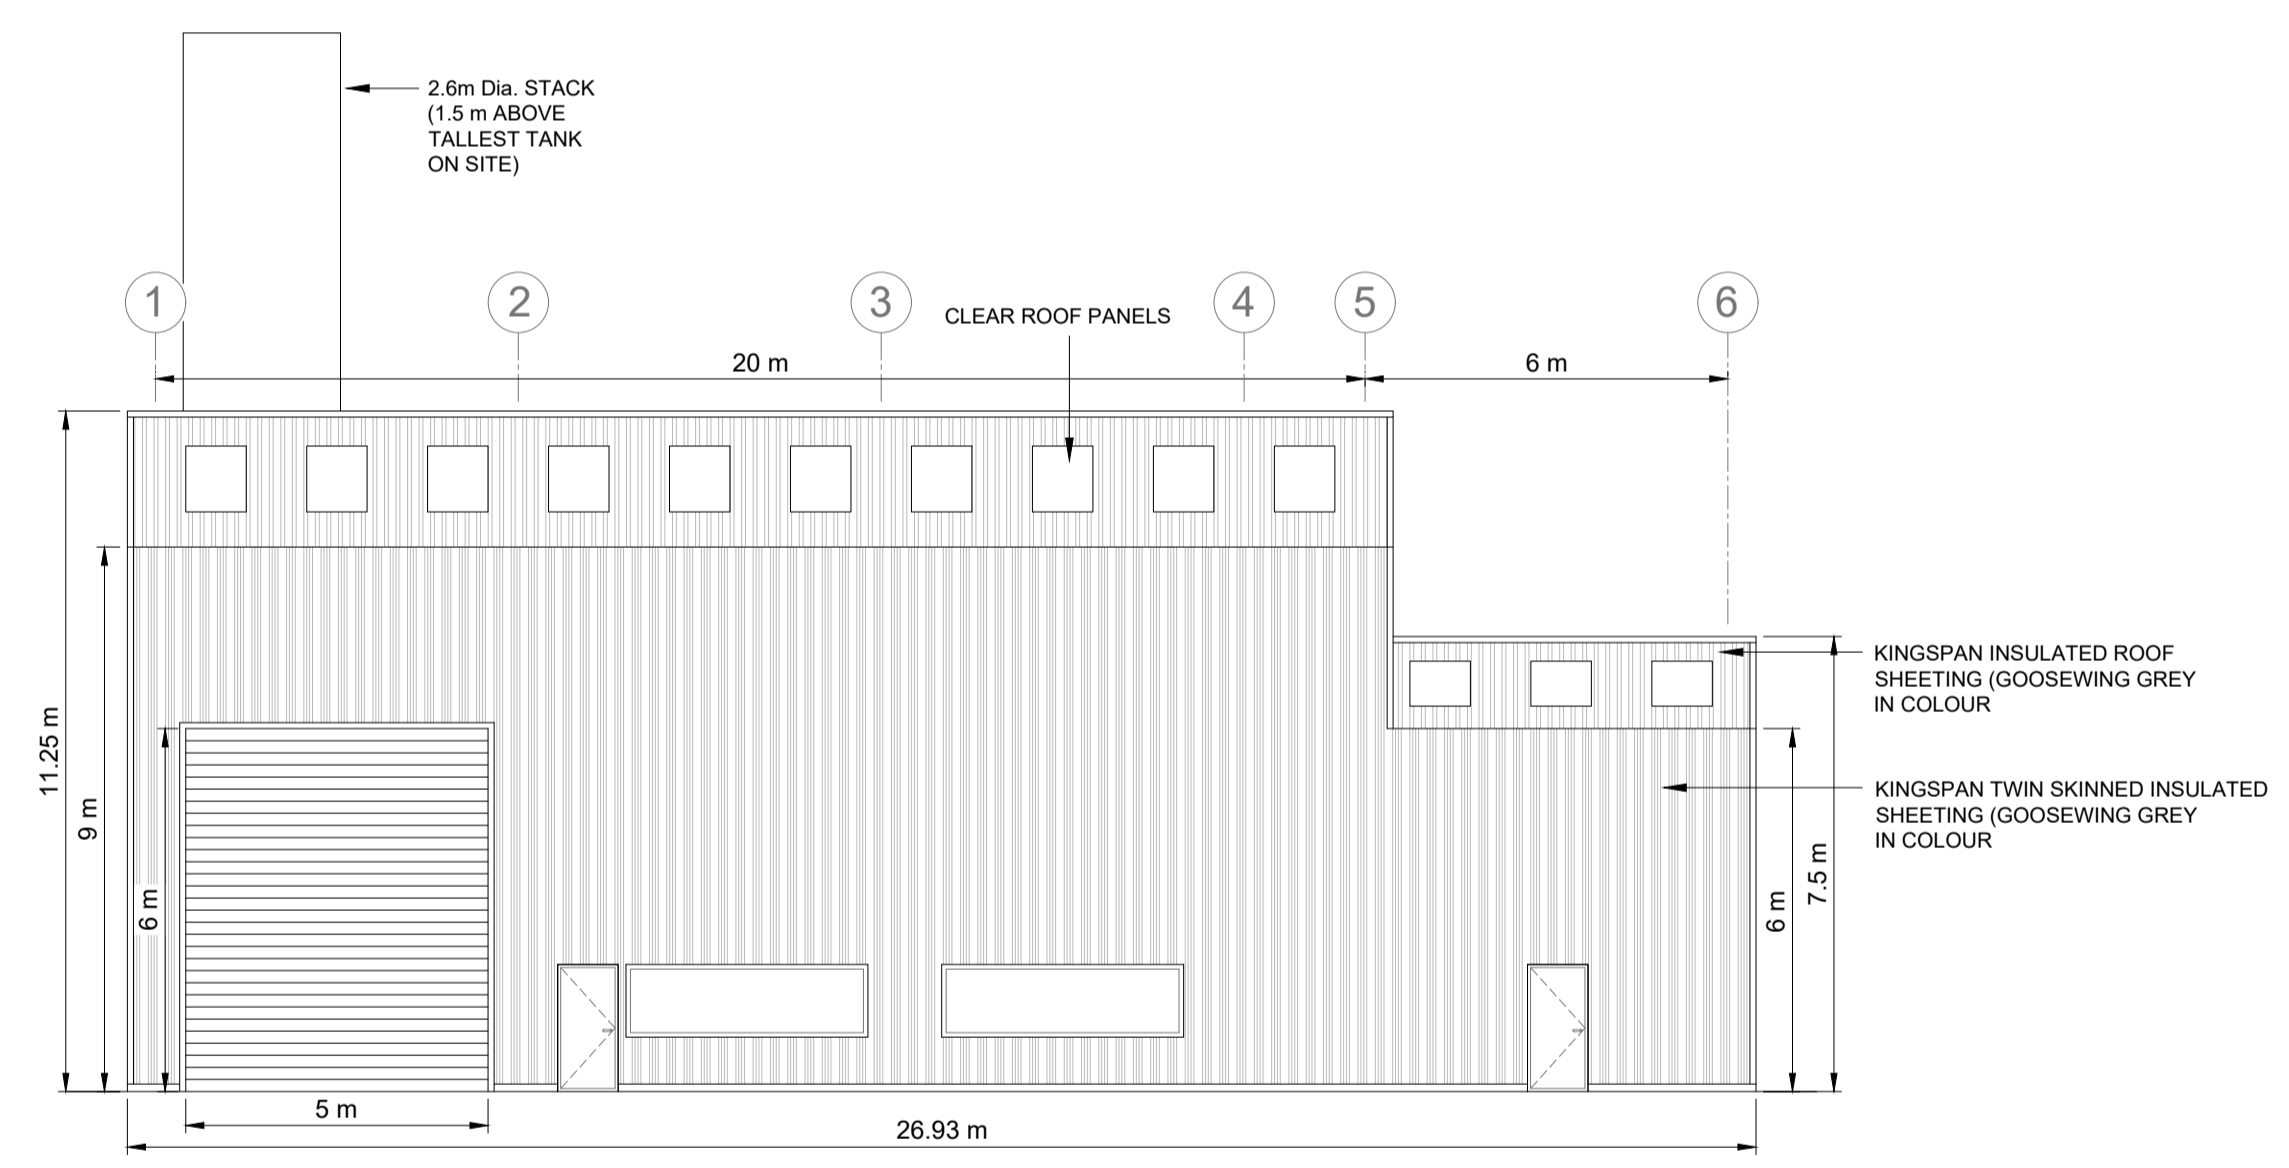 2.6m Dia. STACK
(1.5 m ABOVE
TALLEST TANK
ON SITE)
1
2
3
4
5
6
CLEAR ROOF PANELS
20 m
6 m
11.25 m
9 m
6 m
KINGSPAN INSULATED ROOF
SHEETING (GOOSEWING GREY
IN COLOUR
KINGSPAN TWIN SKINNED INSULATED
SHEETING (GOOSEWING GREY
IN COLOUR
6 m
7.5 m
5 m
26.93 m